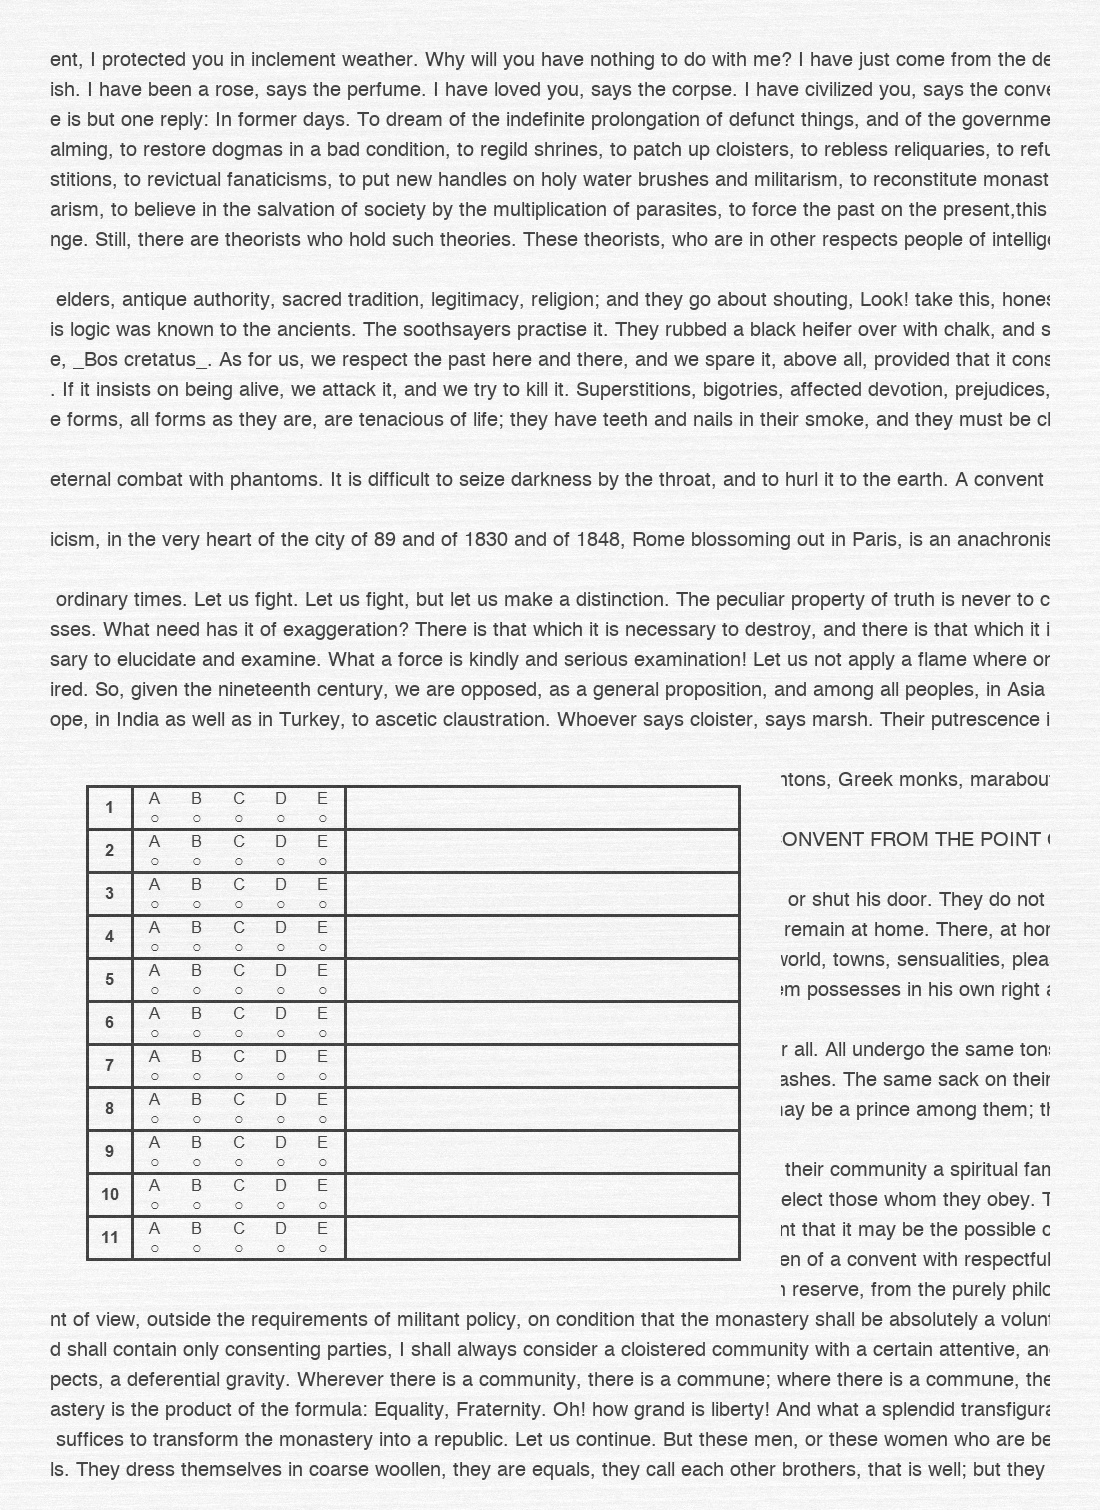 ent, I protected you in inclement weather. Why will you have nothing to do with me? I have just come from the de
ish. I have been a rose, says the perfume. I have loved you, says the corpse. I have civilized you, says the conve
e is but one reply: In former days. To dream of the indefinite prolongation of defunct things, and of the governme
alming, to restore dogmas in a bad condition, to regild shrines, to patch up cloisters, to rebless reliquaries, to refu
stitions, to revictual fanaticisms, to put new handles on holy water brushes and militarism, to reconstitute monast
arism, to believe in the salvation of society by the multiplication of parasites, to force the past on the present,this
nge. Still, there are theorists who hold such theories. These theorists, who are in other respects people of intellige
elders, antique authority, sacred tradition, legitimacy, religion; and they go about shouting, Look! take this, hones
is logic was known to the ancients. The soothsayers practise it. They rubbed a black heifer over with chalk, and s
e, _Bos cretatus_. As for us, we respect the past here and there, and we spare it, above all, provided that it cons
. If it insists on being alive, we attack it, and we try to kill it. Superstitions, bigotries, affected devotion, prejudices,
e forms, all forms as they are, are tenacious of life; they have teeth and nails in their smoke, and they must be cl
eternal combat with phantoms. It is difficult to seize darkness by the throat, and to hurl it to the earth. A convent
icism, in the very heart of the city of 89 and of 1830 and of 1848, Rome blossoming out in Paris, is an anachronis
ordinary times. Let us fight. Let us fight, but let us make a distinction. The peculiar property of truth is never to c
sses. What need has it of exaggeration? There is that which it is necessary to destroy, and there is that which it i
sary to elucidate and examine. What a force is kindly and serious examination! Let us not apply a flame where
ired. So, given the nineteenth century, we are opposed, as a general proposition, and among all peoples, in Asia
ope, in India as well as in Turkey, to ascetic claustration. Whoever says cloister, says marsh. Their putrescence i
1 A B C D E
2 A B C D E
3 A B C D E
4 A B C D E
5 A B C D E
6 A B C D E
7 A B C D E
8 A B C D E
9 A B C D E
10 A B C D E
11 A B C D E
ntons, Greek monks, marabou
ONVENT FROM THE POINT
or shut his door. They do not
remain at home. There, at hom
world, towns, sensualities, plea
em possesses in his own right a
r all. All undergo the same tons
ashes. The same sack on their
may be a prince among them; th
their community a spiritual fam
elect those whom they obey. T
nt that it may be the possible c
en of a convent with respectful
reserve, from the purely philo
nt of view, outside the requirements of militant policy, on condition that the monastery shall be absolutely a volunt
d shall contain only consenting parties, I shall always consider a cloistered community with a certain attentive, and
pects, a deferential gravity. Wherever there is a community, there is a commune; where there is a commune, the
astery is the product of the formula: Equality, Fraternity. Oh! how grand is liberty! And what a splendid transfigura
suffices to transform the monastery into a republic. Let us continue. But these men, or these women who are be
ls. They dress themselves in coarse woollen, they are equals, they call each other brothers, that is well; but they